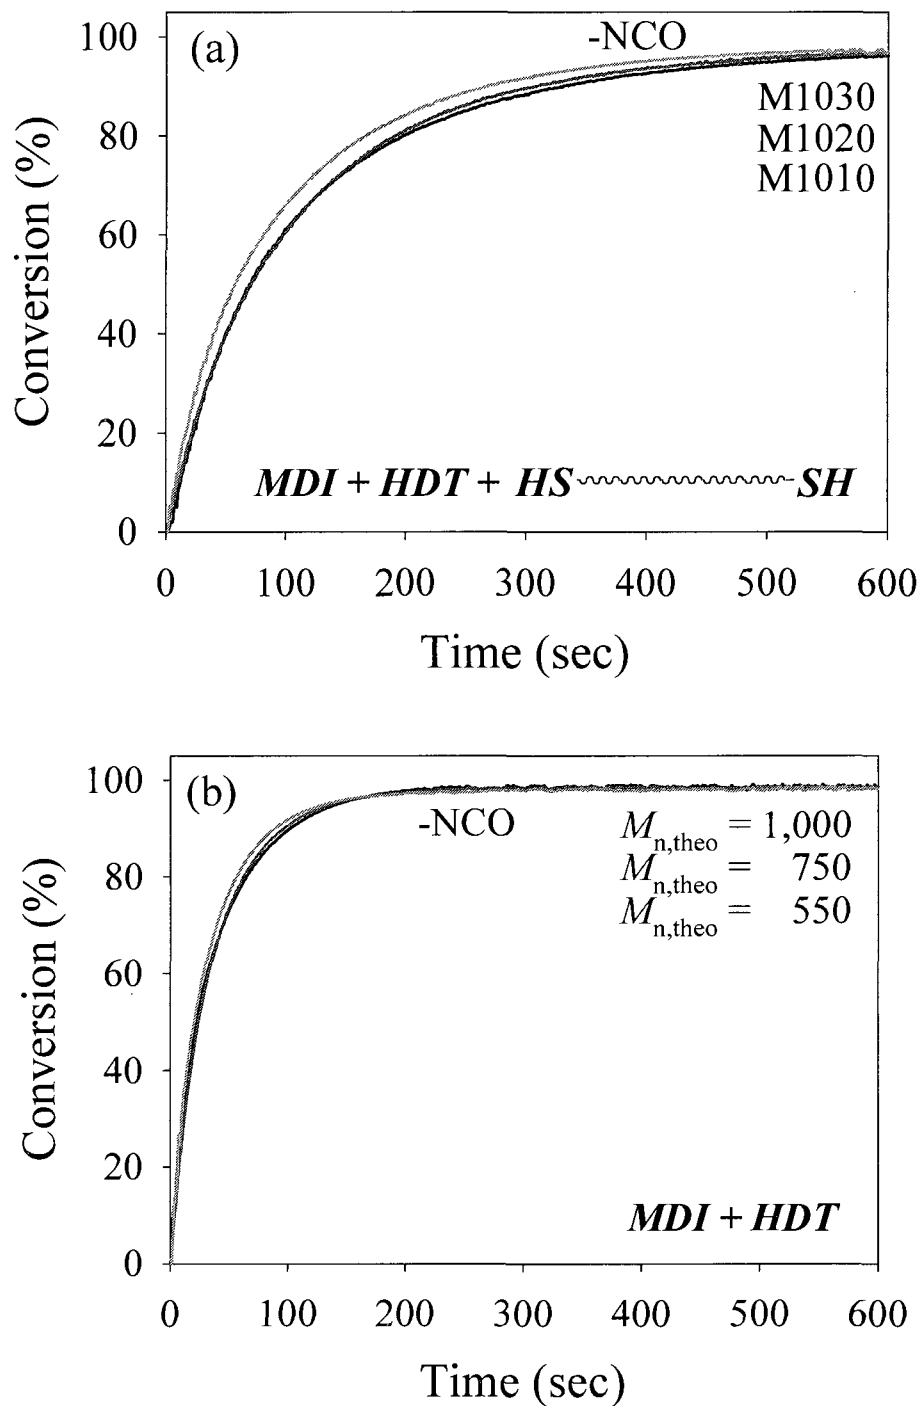 (a)
-NCO
M1030
M1020
M1010
100
80
60
40
20
0
Conversion (%)
MDI + HDT + HS SH
0 100 200 300 400 500 600
Time (sec)
(b)
-NCO
Mn,theo = 1,000
Mn,theo = 750
Mn,theo = 550
100
80
60
40
20
0
Conversion (%)
MDI + HDT
0 100 200 300 400 500 600
Time (sec)